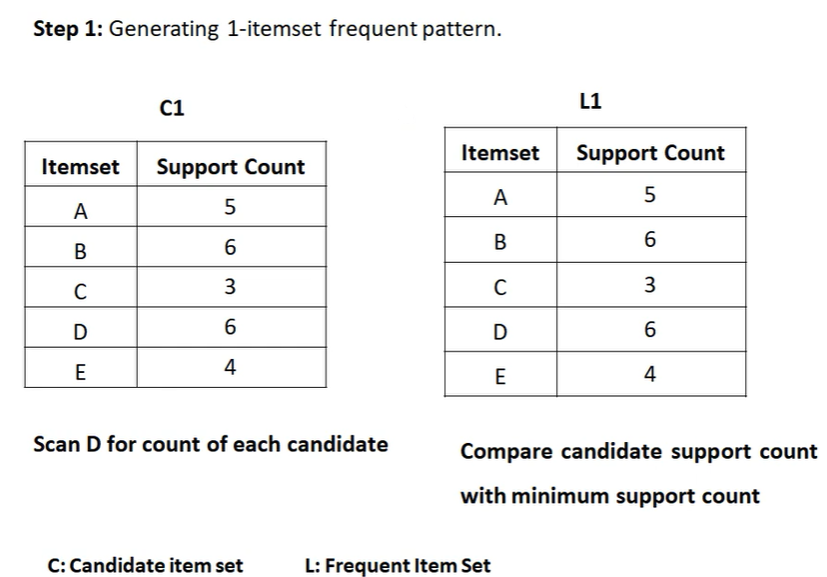 Step 1: Generating 1-itemset frequent pattern.
C1
Itemset Support Count
A 5
B 6
C 3
D 6
E 4
Scan D for count of each candidate
L1
Itemset Support Count
A 5
B 6
C 3
D 6
E 4
Compare candidate support count
with minimum support count
C: Candidate item set L: Frequent Item Set